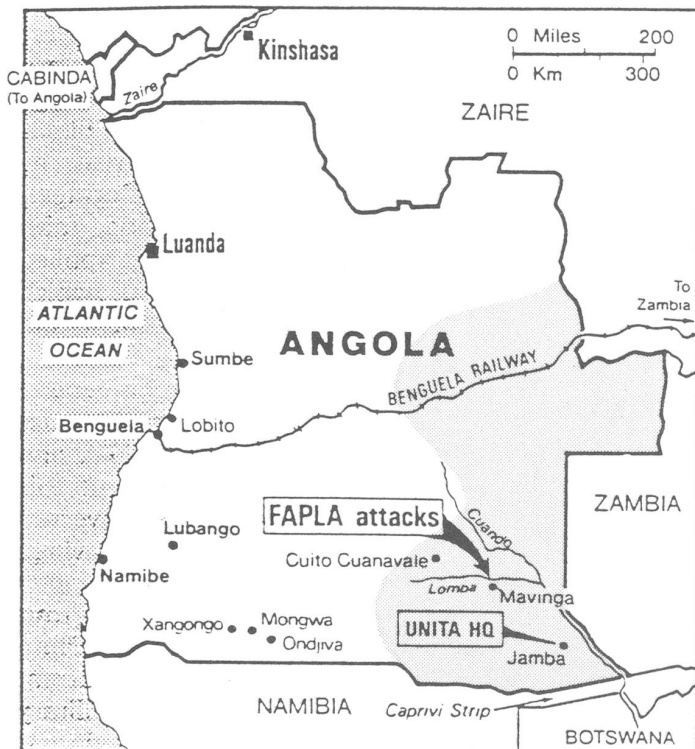 Kinshasa
0 Miles 200
0 Km 300
CABINDA
(To Angola)
Zaire
ZAIRE
Luanda
To
Zambia
ATLANTIC
OCEAN
ANGOLA
Sumbe
BENGUELA RAILWAY
Benguela
Lobito
FAPLA attacks
Cuando
ZAMBIA
Lubango
Cuito Cuanavale
Namibe
Lomba
Mavinga
Xangongo
Mongwa
Ondjiva
UNITA HQ
Jamba
NAMIBIA
Caprivi Strip
BOTSWANA